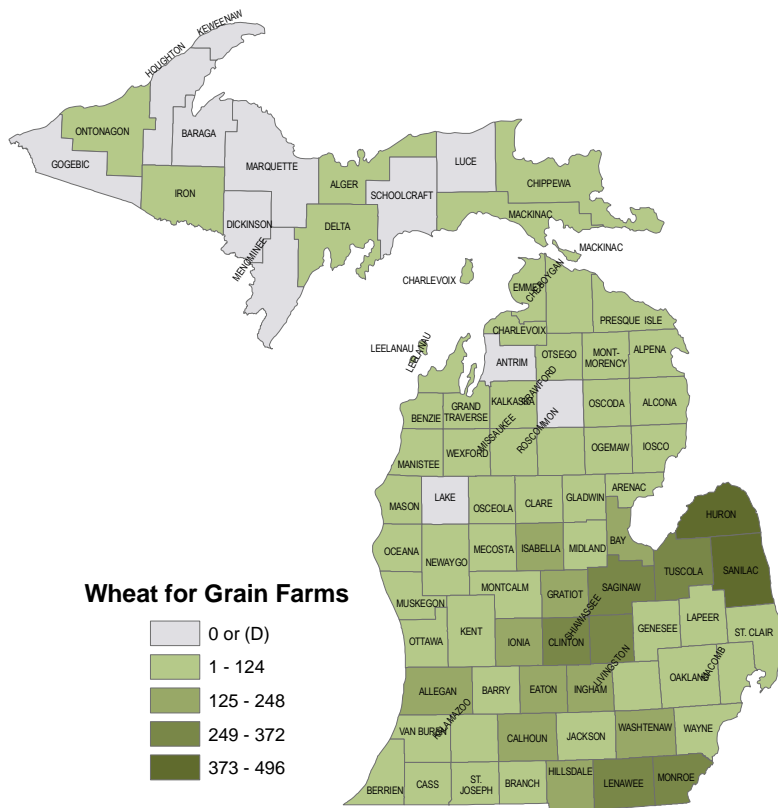 KEWEENAW
HOUGHTON
ONTONAGON
BARAGA
GOGEBIC
MARQUETTE
LUCE
IRON
ALGER
SCHOOLCRAFT
CHIPPEWA
DICKINSON
DELTA
MACKINAC
MENOMINEE
MACKINAC
CHARLEVOIX
EMMET
CHEBOYGAN
PRESQUE ISLE
CHARLEVOIX
LEELANAU
LEELANAU
ANTRIM
OTSEGO
MONT-
MORENCY
ALPENA
CRAWFORD
KALKASKA
GRAND
TRAVERSE
BENZIE
OSCODA
ALCONA
MISSAUKEE
ROSCOMMON
MANISTEE
WEXFORD
OGEMAW
IOSCO
ARENAC
MASON
LAKE
OSCEOLA
CLARE
GLADWIN
HURON
OCEANA
NEWAYGO
MECOSTA
ISABELLA
MIDLAND
BAY
TUSCOLA
SANILAC
Wheat for Grain Farms
MUSKEGON
MONTCALM
GRATIOT
SAGINAW
LAPEER
0 or (D)
OTTAWA
KENT
IONIA
CLINTON
SHIAWASSEE
GENESEE
ST. CLAIR
1 - 124
MACOMB
LIVINGSTON
OAKLAND
125 - 248
ALLEGAN
BARRY
EATON
INGHAM
KALAMAZOO
249 - 372
VAN BUREN
CALHOUN
JACKSON
WASHTENAW
WAYNE
373 - 496
BERRIEN
CASS
ST.
JOSEPH
BRANCH
HILLSDALE
LENAWEE
MONROE